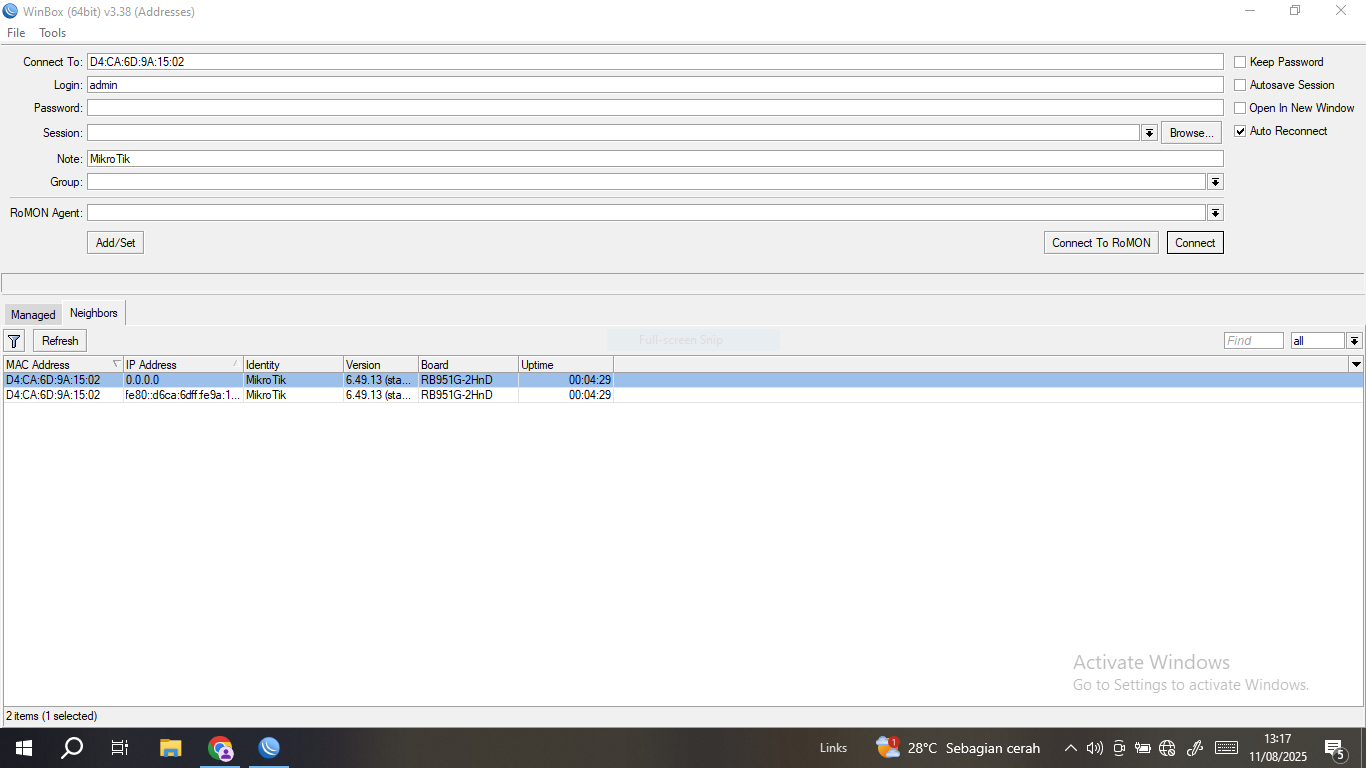 WinBox (64bit) v3.38 (Addresses)
File Tools
Connect To: D4:CA:6D:9A:15:02
Keep Password
Login: admin
Autosave Session
Password:
Open In New Window
Session:
Browse...
Auto Reconnect
Note: MikroTik
Group:
RoMON Agent:
Add/Set
Connect To RoMON
Connect
Managed
Neighbors
Refresh
Full-screen Snip
Find
all
MAC Address IP Address Identity Version Board Uptime
D4:CA:6D:9A:15:02 0.0.0.0 MikroTik 6.49.13 (sta... RB951G-2HnD 00:04:29
D4:CA:6D:9A:15:02 fe80::d6ca:6dff:fe9a:1... MikroTik 6.49.13 (sta... RB951G-2HnD 00:04:29
Activate Windows
Go to Settings to activate Windows.
2 items (1 selected)
Links
1
28°C Sebagian cerah
13:17
11/08/2025
5